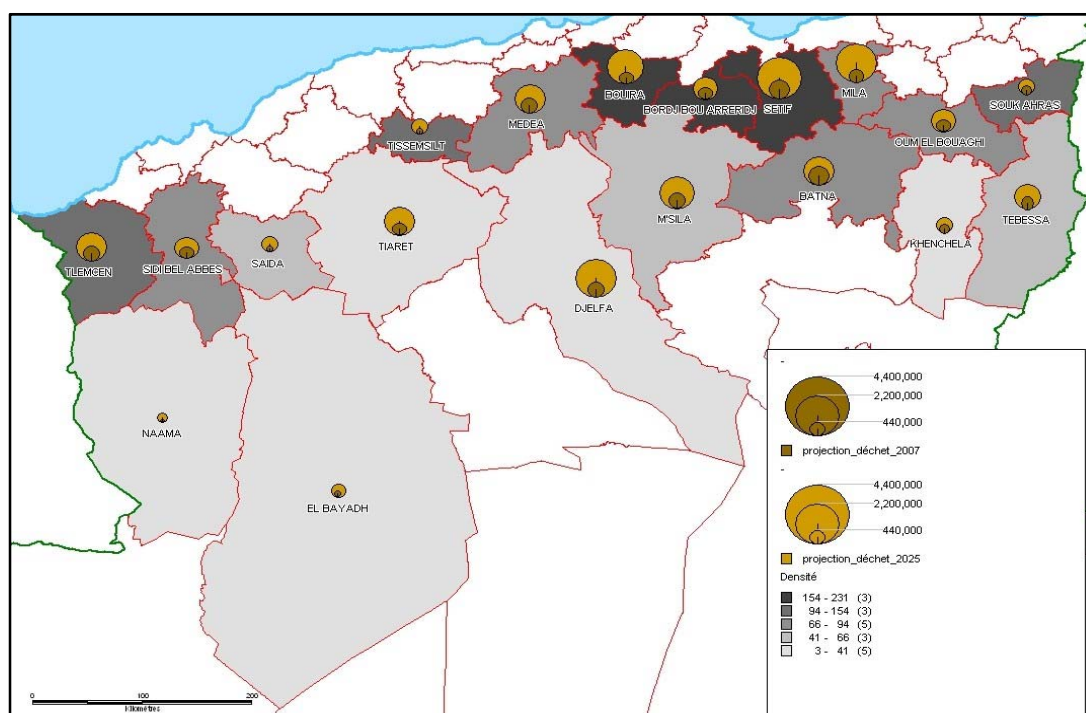 BOUIRA
BORDJ BOU ARRERIDJ
SETIF
MILA
SOUK AHRAS
MEDEA
TISSEMSILT
OUM EL BOUAGHI
BATNA
M'SILA
TEBESSA
KHENCHELA
TIARET
TLEMCEN
SIDI BEL ABBES
SAIDA
DJELFA
NAAMA
EL BAYADH
-
4,400,000
2,200,000
440,000
projection_déchet_2007
-
4,400,000
2,200,000
440,000
projection_déchet_2025
Densité
154 - 231 (3)
94 - 154 (3)
66 - 94 (5)
41 - 66 (3)
3 - 41 (5)
0 100 200
Kilomètres